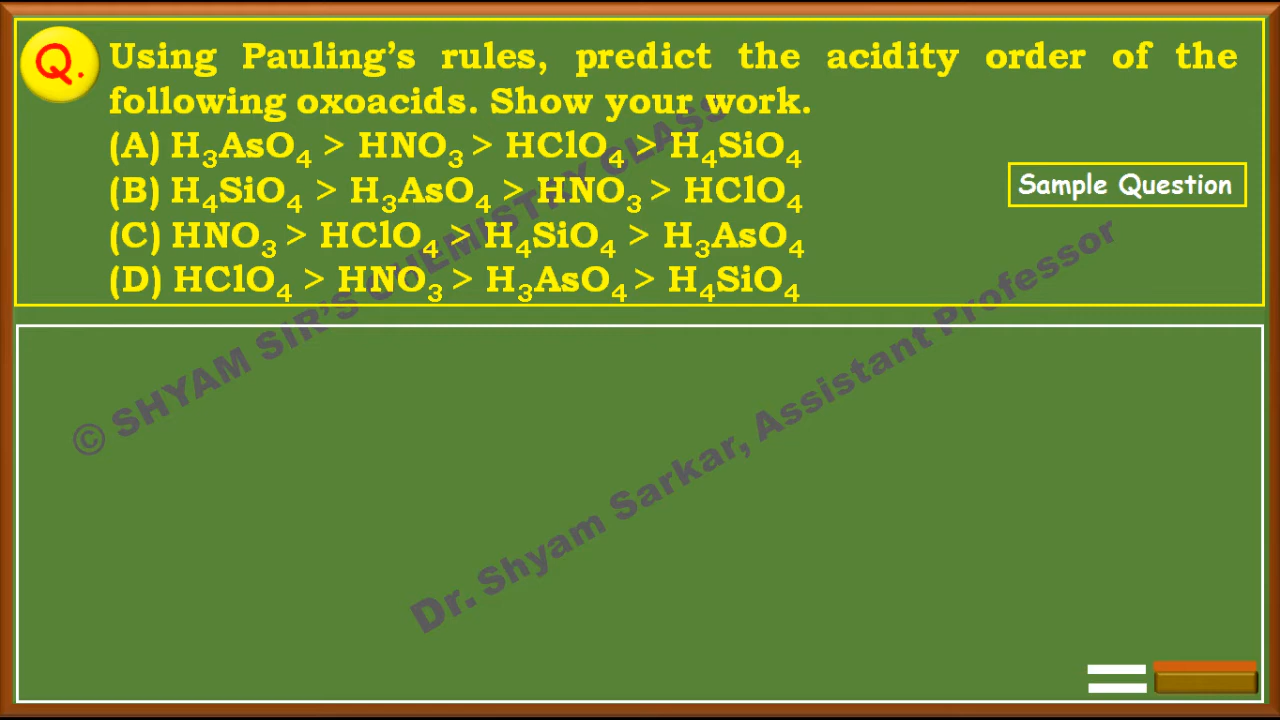 Q. Using Pauling’s rules, predict the acidity order of the
following oxoacids. Show your work.
(A) H₃AsO₄ > HNO₃ > HClO₄ > H₄SiO₄
(B) H₄SiO₄ > H₃AsO₄ > HNO₃ > HClO₄
(C) HNO₃ > HClO₄ > H₄SiO₄ > H₃AsO₄
(D) HClO₄ > HNO₃ > H₃AsO₄ > H₄SiO₄
Sample Question
© SHYAM SIR’S CHEMISTRY CLASS
Dr. Shyam Sarkar, Assistant Professor